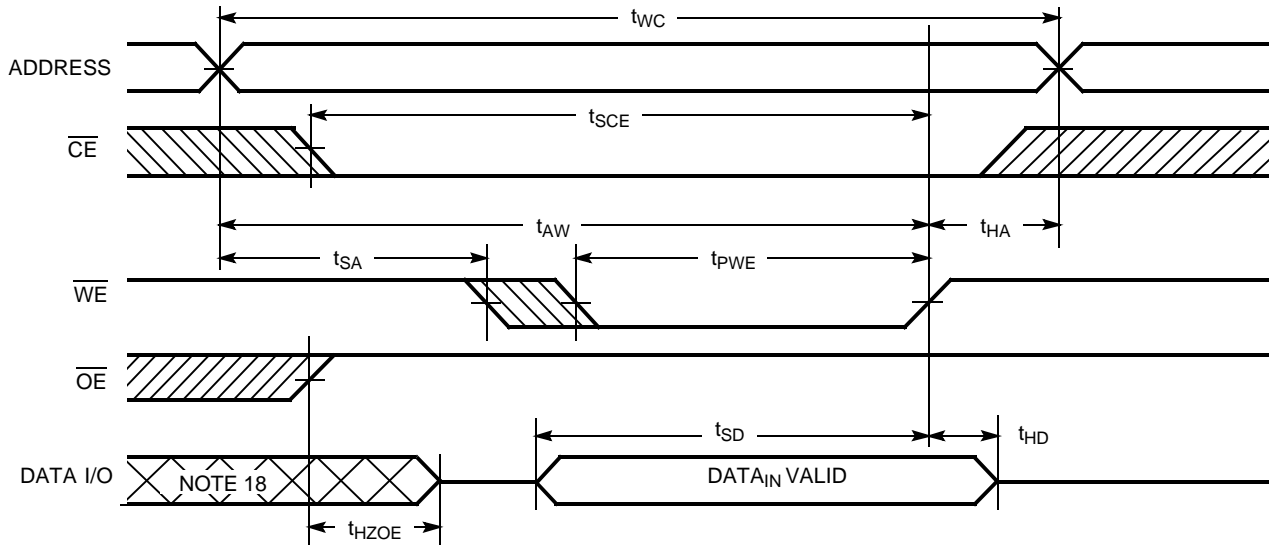 tWC
ADDRESS
tSCE
CE
tAW
tHA
tSA
tPWE
WE
OE
tSD
tHD
DATA I/O
NOTE 18
DATAIN VALID
tHZOE